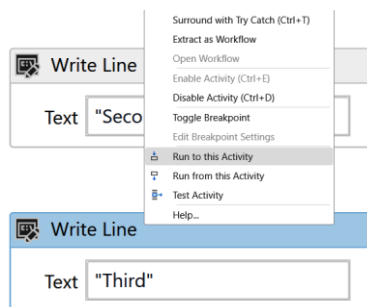 Surround with Try Catch (Ctrl+T)
Extract as Workflow
Open Workflow
Enable Activity (Ctrl+E)
Disable Activity (Ctrl+D)
Toggle Breakpoint
Edit Breakpoint Settings
Run to this Activity
Run from this Activity
Test Activity
Help...
Write Line
Text "Seco
Write Line
Text "Third"